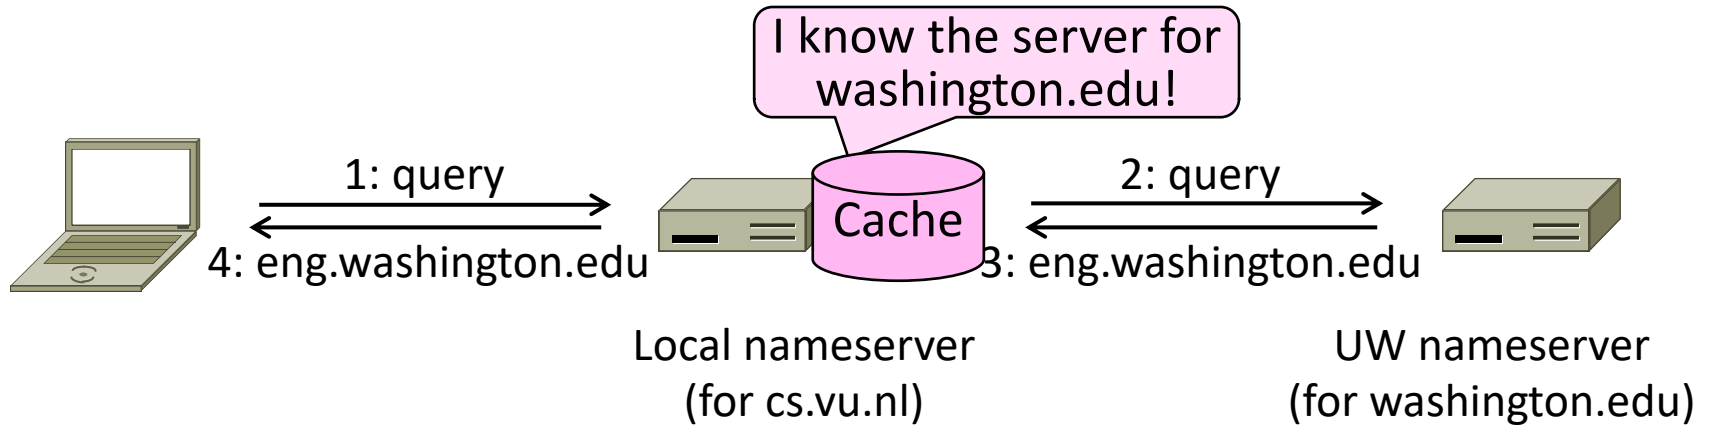 I know the server for
washington.edu!
1: query
2: query
Cache
4: eng.washington.edu
3: eng.washington.edu
Local nameserver
(for cs.vu.nl)
UW nameserver
(for washington.edu)